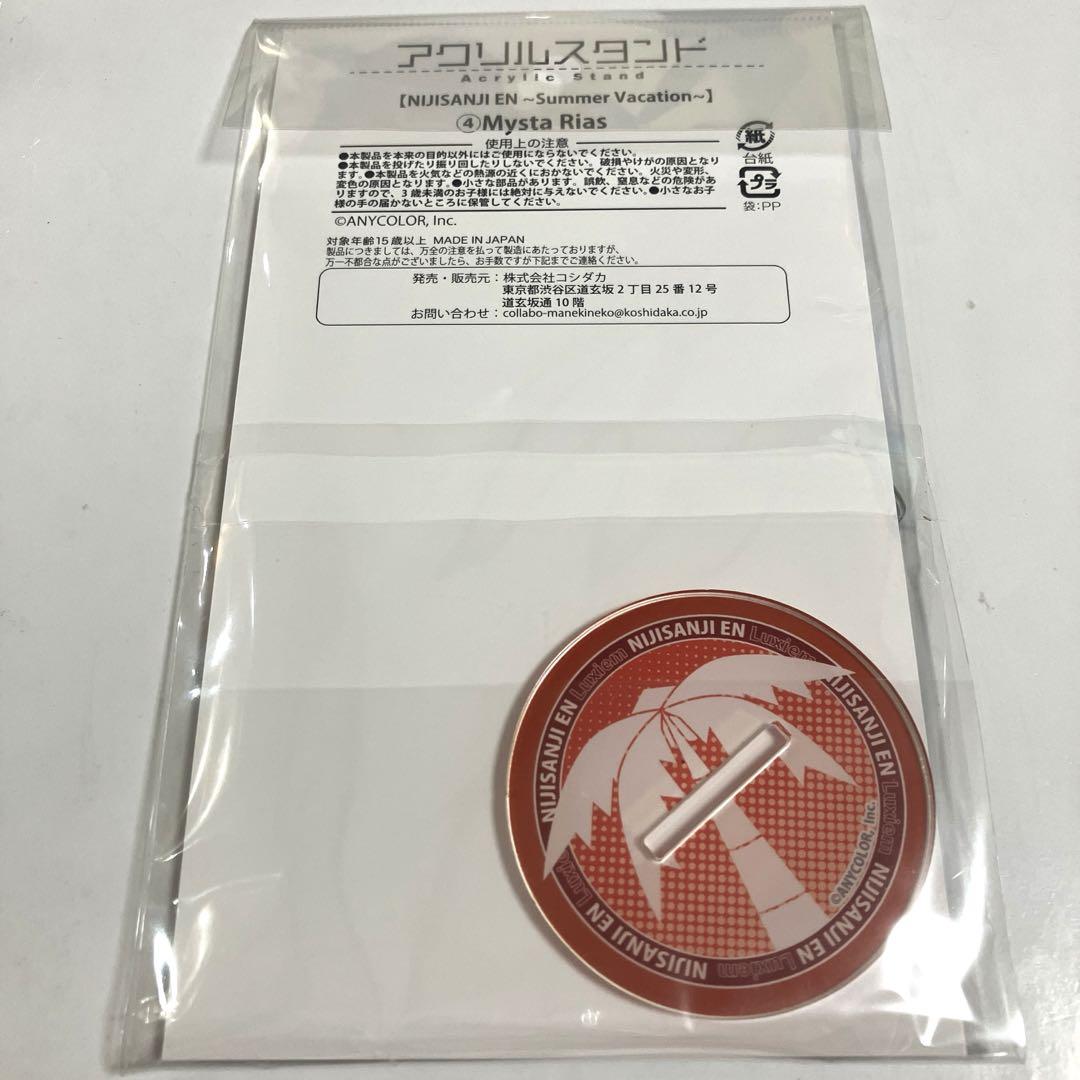 アクリルスタンド
Acrylic Stand
【NIJISANJI EN ~Summer Vacation~】
④Mysta Rias
使用上の注意
●本製品を本来の目的以外にはご使用にならないでください。
●本製品を投げたり振り回したりしないでください。破損やけがの原因となり
ます。●本製品を火気などの熱源の近くにおかないでください。火災や変形、
変色の原因となります。●小さな部品があります。誤飲、窒息などの危険があ
りますので、3歳未満のお子様には絶対に与えないでください。●小さなお子
様の手の届かないところに保管してください。
紙
台紙
プラ
袋:PP
©ANYCOLOR, Inc.
対象年齢15歳以上 MADE IN JAPAN
製品につきましては、万全の注意を払って製造にあたっておりますが、
万一不都合な点がございましたら、お手数ですが下記までご連絡ください。
発売・販売元:株式会社コシダカ
東京都渋谷区道玄坂2丁目25番12号
道玄坂通10階
お問い合わせ:collabo-manekineko@koshidaka.co.jp
NIJISANJI EN Luxiem NIJISANJI EN Luxiem NIJISANJI EN Luxiem NIJISANJI EN Luxiem NIJISANJI EN Luxiem
©ANYCOLOR, Inc.